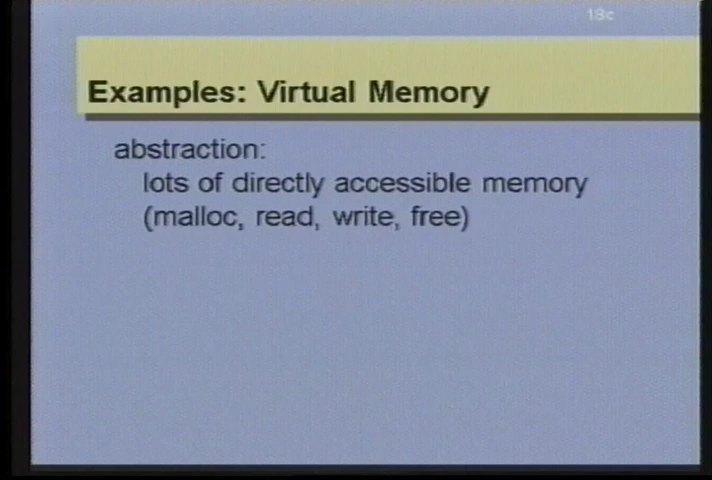 18c
Examples: Virtual Memory
abstraction:
lots of directly accessible memory
(malloc, read, write, free)